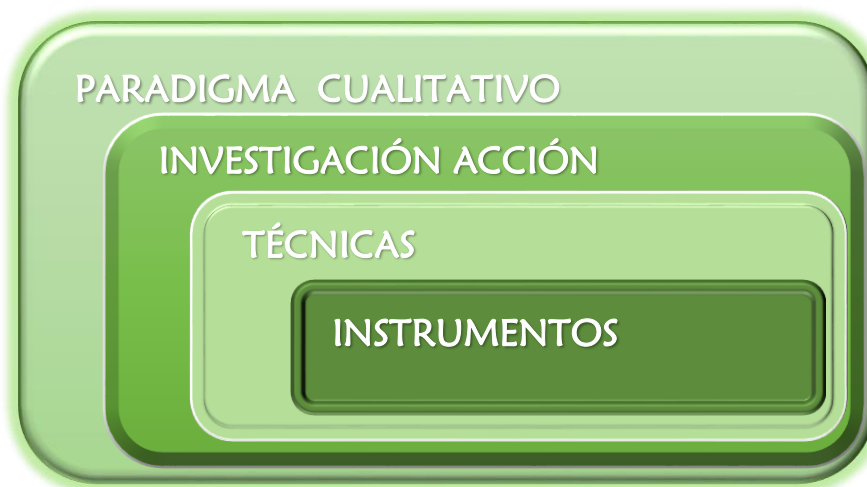 PARADIGMA CUALITATIVO
INVESTIGACIÓN ACCIÓN
TÉCNICAS
INSTRUMENTOS